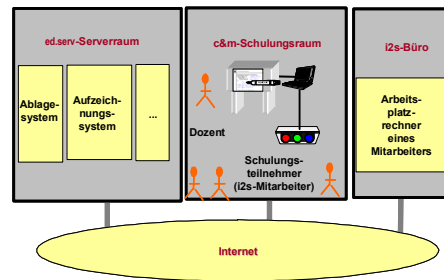 ed.serv-Serverraum
Ablage-
system
Aufzeich-
nungs-
system
...
c&m-Schulungsraum
Dozent
Schulungs-
teilnehmer
(i2s-Mitarbeiter)
i2s-Büro
Arbeits-
platz-
rechner
eines
Mitarbeiters
Internet